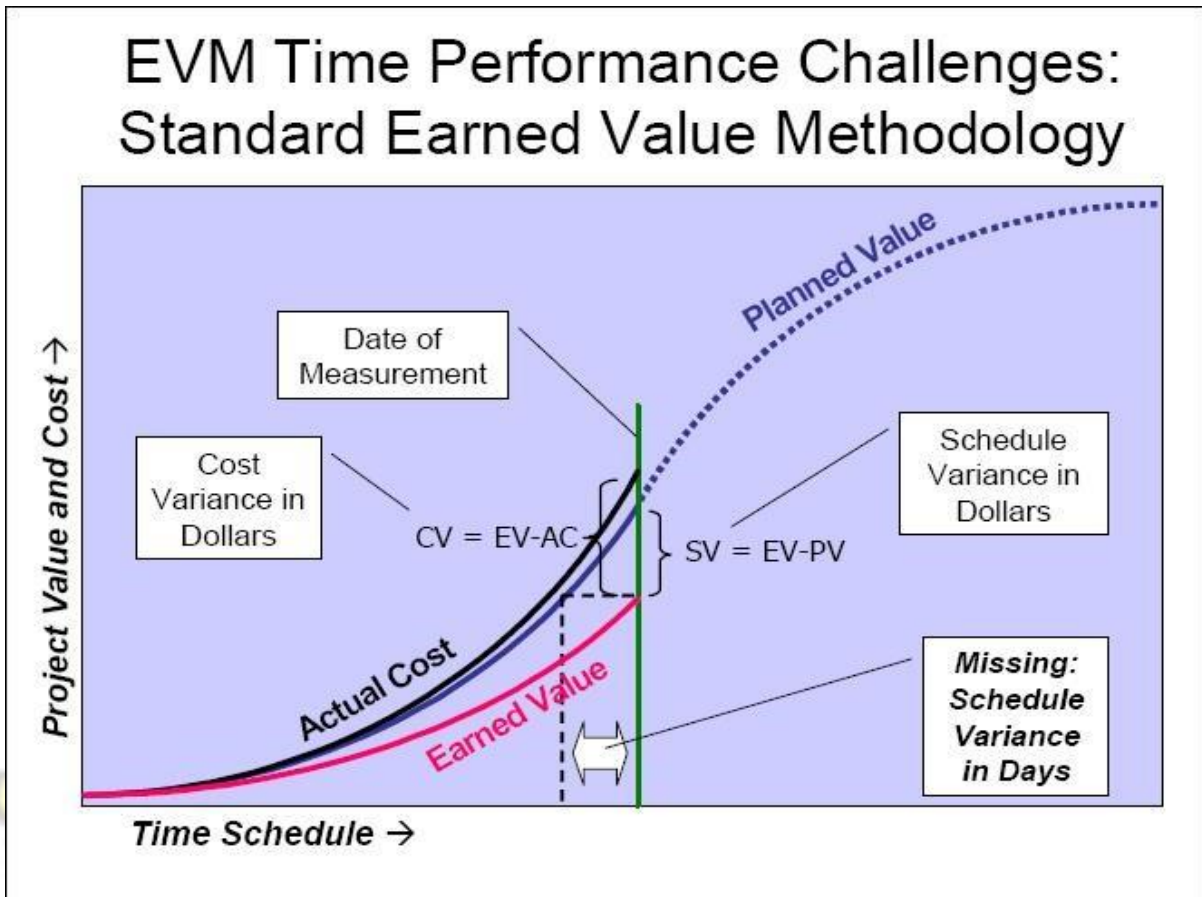 EVM Time Performance Challenges:
Standard Earned Value Methodology
Project Value and Cost →
Planned Value
Date of
Measurement
Cost
Variance in
Dollars
Schedule
Variance in
Dollars
CV = EV-AC
SV = EV-PV
Actual Cost
Earned Value
Missing:
Schedule
Variance
in Days
Time Schedule →